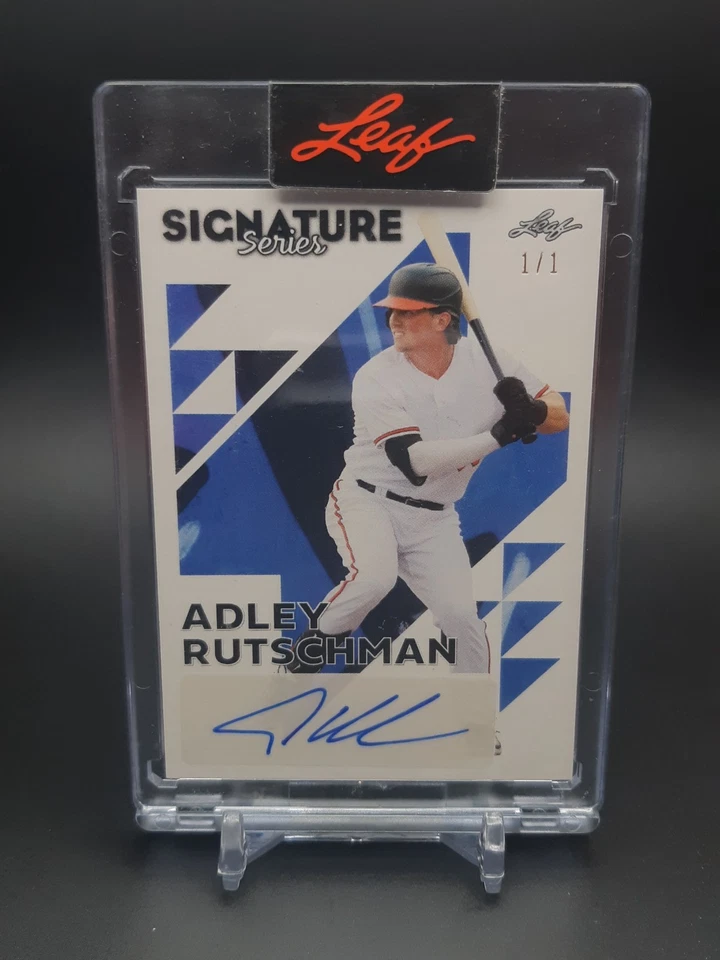 Leaf
SIGNATURE
Series
Leaf
1/1
ADLEY
RUTSCHMAN